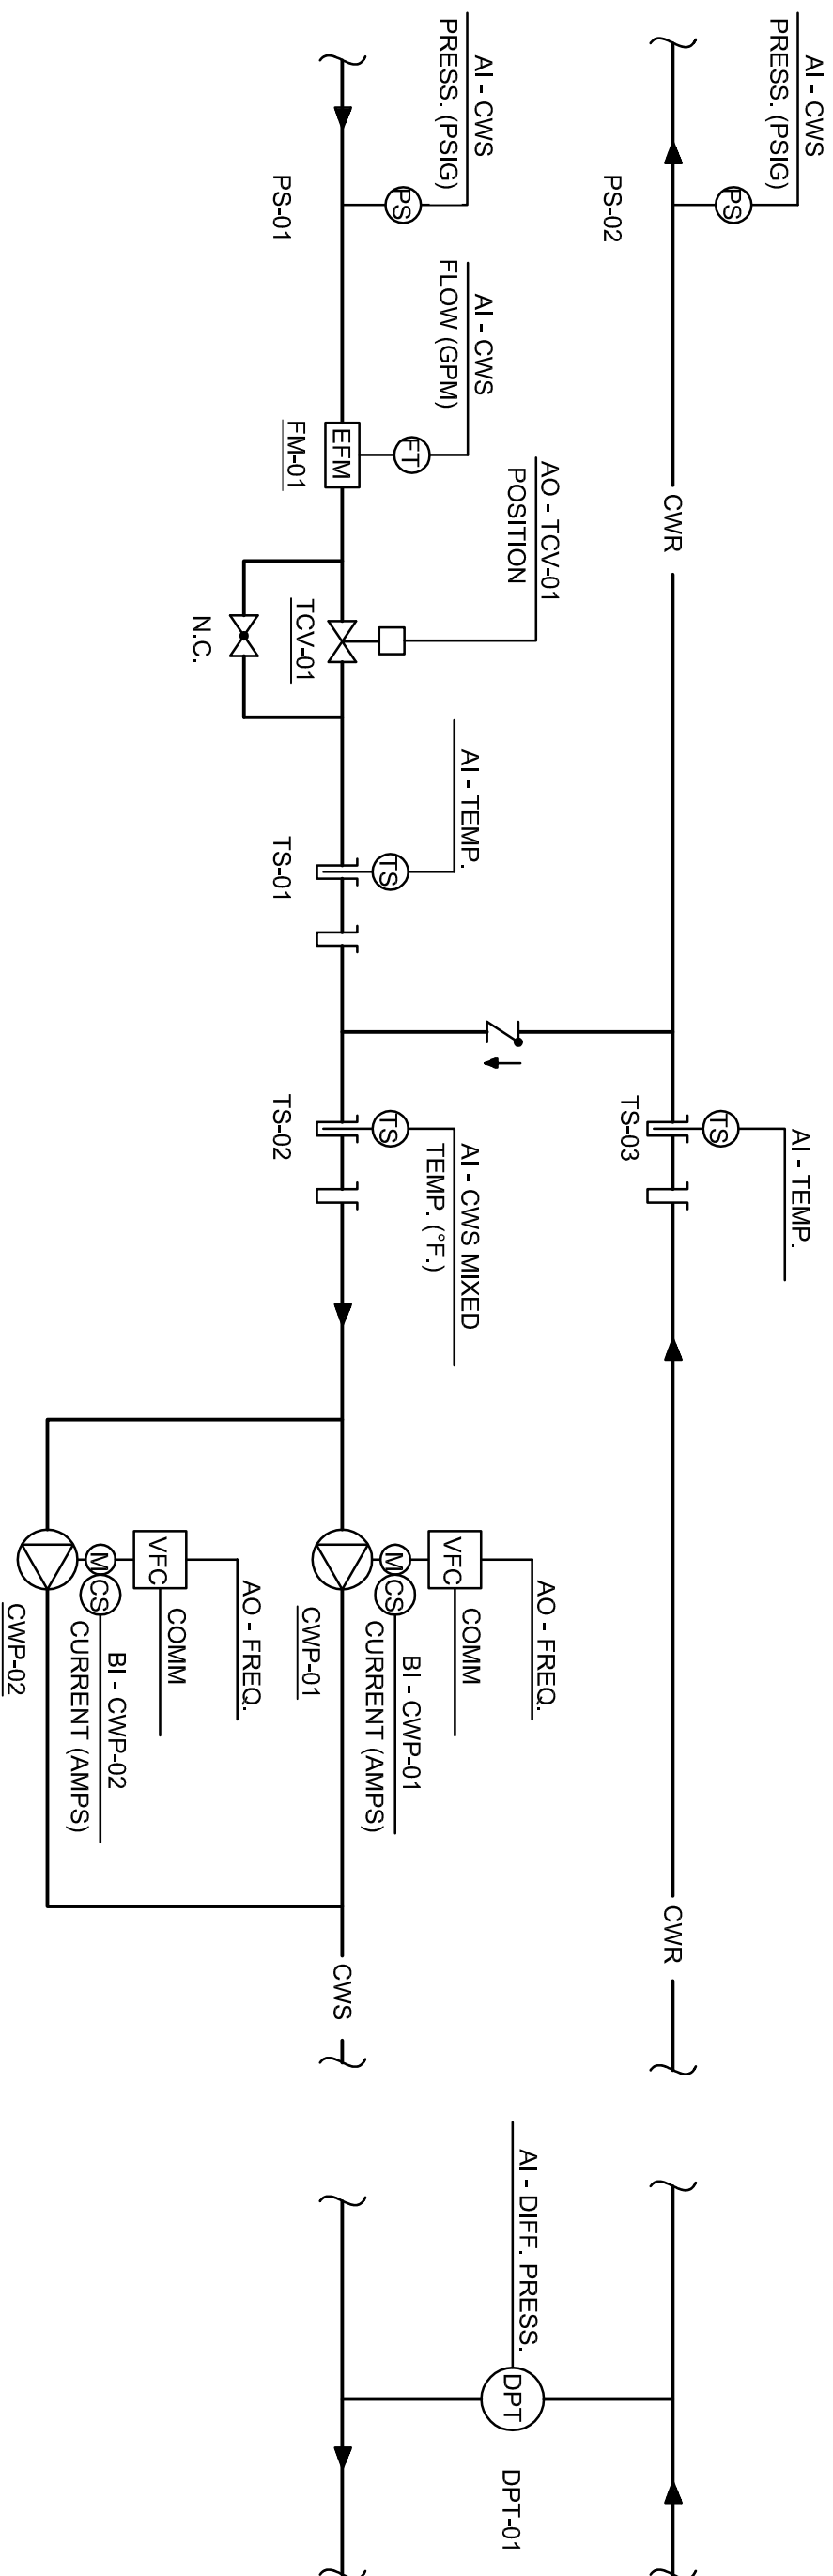 AI - CWS
PRESS. (PSIG)
PS
PS-02
CWR
AI - TEMP.
TS
TS-03
CWR
AI - CWS
PRESS. (PSIG)
PS
PS-01
AI - CWS
FLOW (GPM)
FT
EFM
FM-01
AO - TCV-01
POSITION
TCV-01
N.C.
AI - TEMP.
TS
TS-01
AI - CWS MIXED
TEMP. (°F.)
TS
TS-02
AO - FREQ.
VFC
COMM
M
CS
BI - CWP-01
CURRENT (AMPS)
CWP-01
AO - FREQ.
VFC
COMM
M
CS
BI - CWP-02
CURRENT (AMPS)
CWP-02
CWS
AI - DIFF. PRESS.
DPT
DPT-01